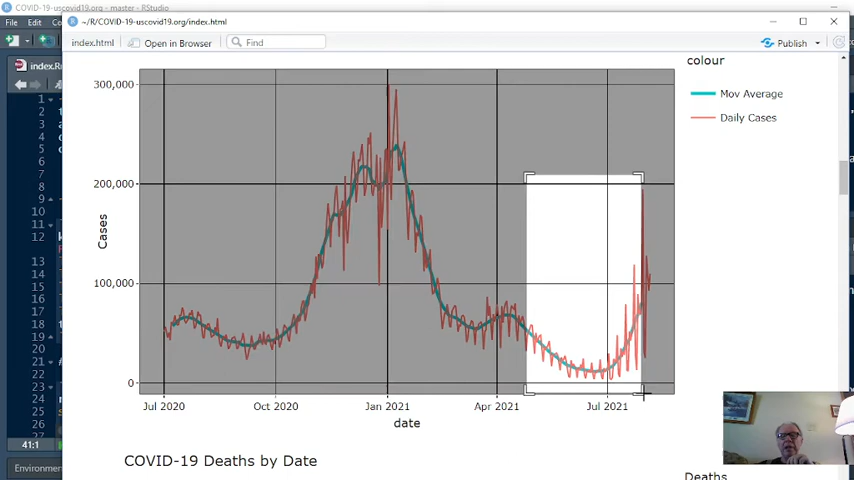 COVID-19-uscovid19.org - master - RStudio
File Edit
~/R/COVID-19-uscovid19.org/index.html
index.html Open in Browser Find Publish
index.R
1
2
3
4
5
6
7
8
9
10
11
12
13
14
15
16
17
18
19
20
21
22
23
24
25
26
27
41:1
Environmen
colour
Mov Average
Daily Cases
300,000
200,000
100,000
0
Cases
Jul 2020 Oct 2020 Jan 2021 Apr 2021 Jul 2021
date
COVID-19 Deaths by Date
Deaths